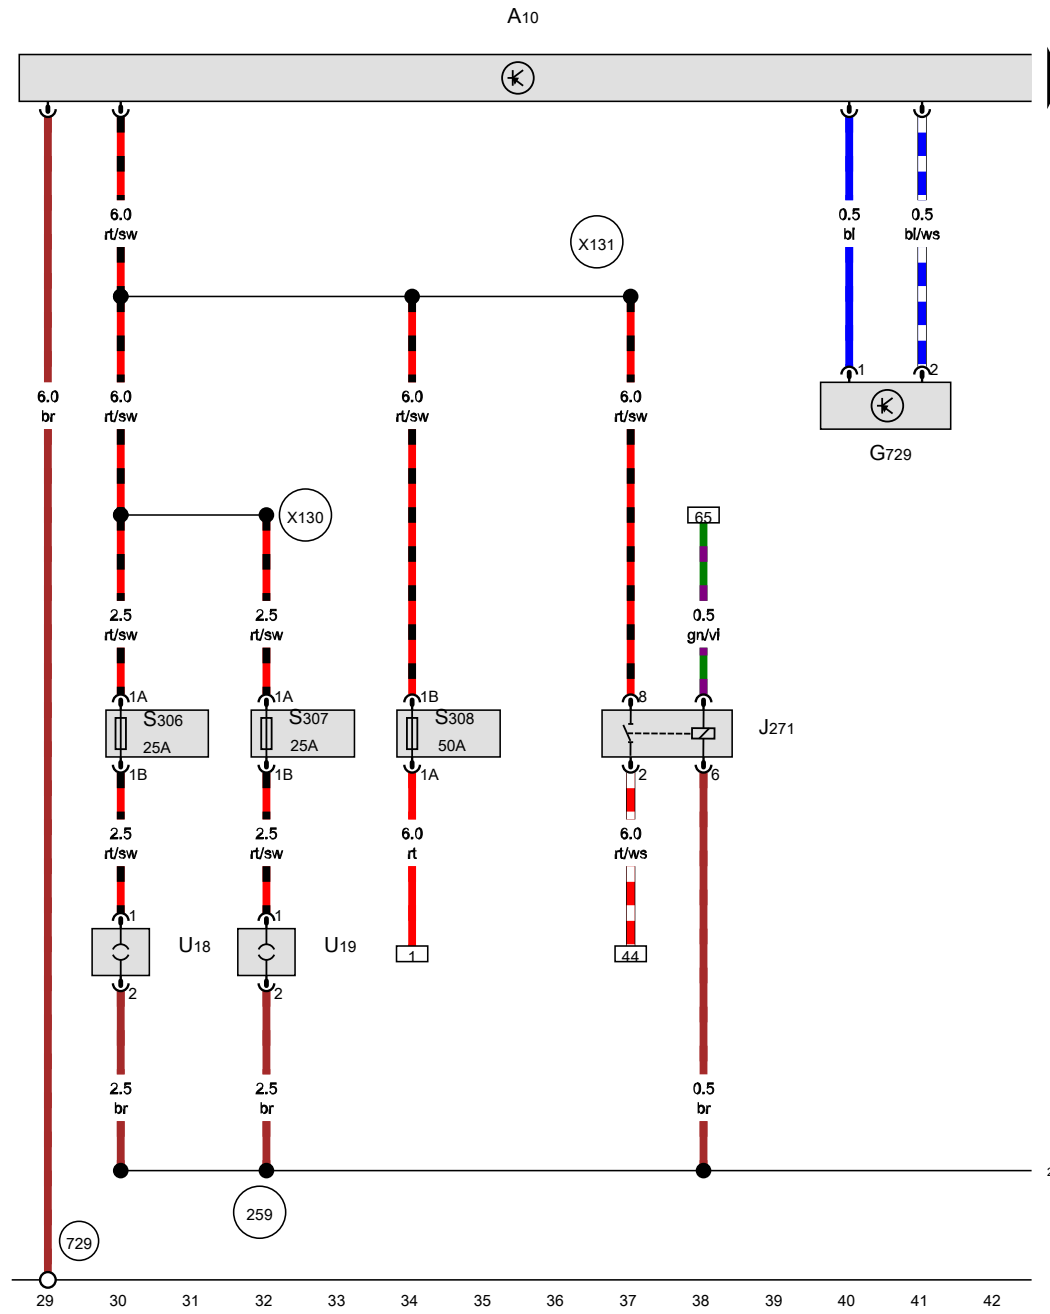 A10
6.0
rt/sw
0.5
bl
0.5
bl/ws
X131
1
2
6.0
br
6.0
rt/sw
6.0
rt/sw
6.0
rt/sw
G729
X130
65
2.5
rt/sw
2.5
rt/sw
0.5
gn/vi
1A
1A
1B
8
S306
25A
S307
25A
S308
50A
J271
1B
1B
1A
2
6
2.5
rt/sw
2.5
rt/sw
6.0
rt
6.0
rt/ws
1
1
U18
U19
1
44
2
2
2.5
br
2.5
br
0.5
br
259
729
29 30 31 32 33 34 35 36 37 38 39 40 41 42